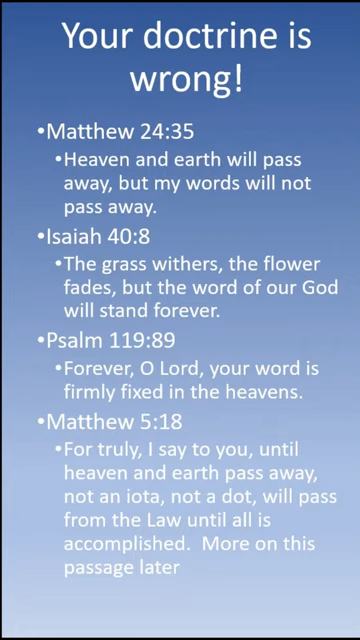 Your doctrine is
wrong!
•Matthew 24:35
•Heaven and earth will pass
away, but my words will not
pass away.
•Isaiah 40:8
•The grass withers, the flower
fades, but the word of our God
will stand forever.
•Psalm 119:89
•Forever, O Lord, your word is
firmly fixed in the heavens.
•Matthew 5:18
•For truly, I say to you, until
heaven and earth pass away,
not an iota, not a dot, will pass
from the Law until all is
accomplished.  More on this
passage later